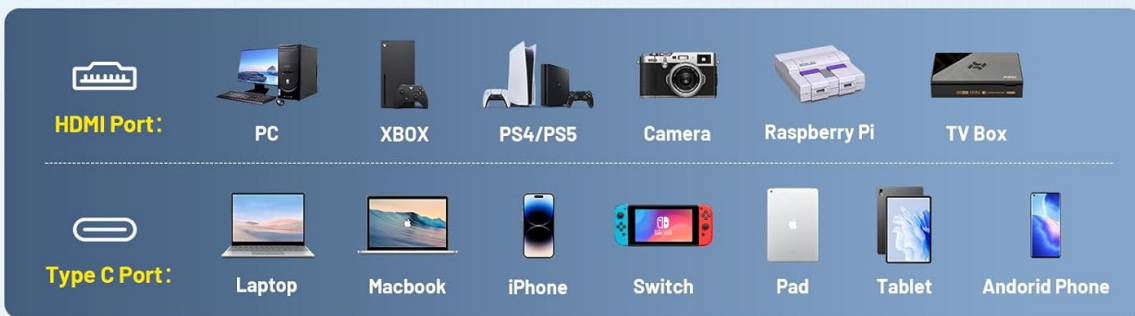 HDMI Port:
PC
XBOX
PS4/PS5
Camera
Raspberry Pi
TV Box
Type C Port:
Laptop
Macbook
iPhone
Switch
Pad
Tablet
Andorid Phone